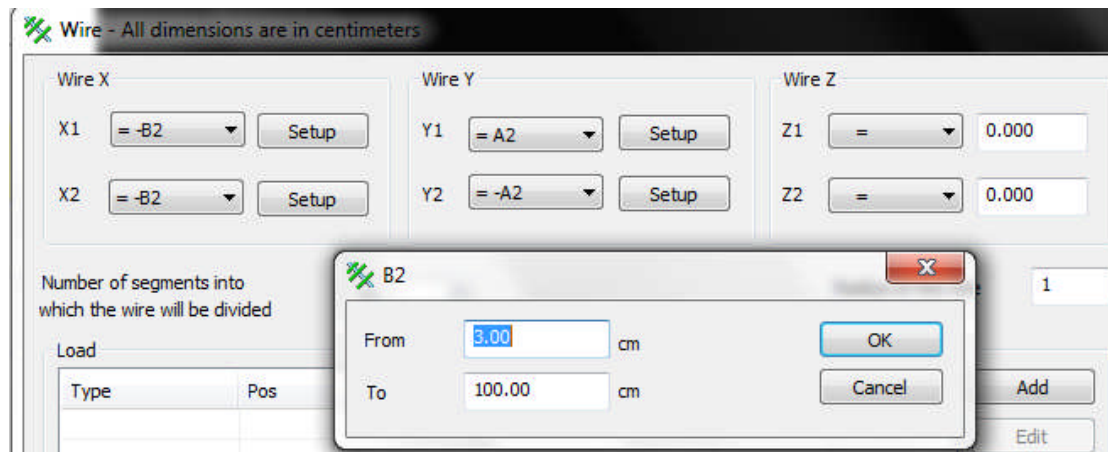 Wire - All dimensions are in centimeters
Wire X
Wire Y
Wire Z
X1 = -B2 Setup
Y1 = A2 Setup
Z1 = 0.000
X2 = -B2 Setup
Y2 = -A2 Setup
Z2 = 0.000
Number of segments into
which the wire will be divided
1
B2
From 3.00 cm OK
To 100.00 cm Cancel
Load
Type Pos
Add
Edit